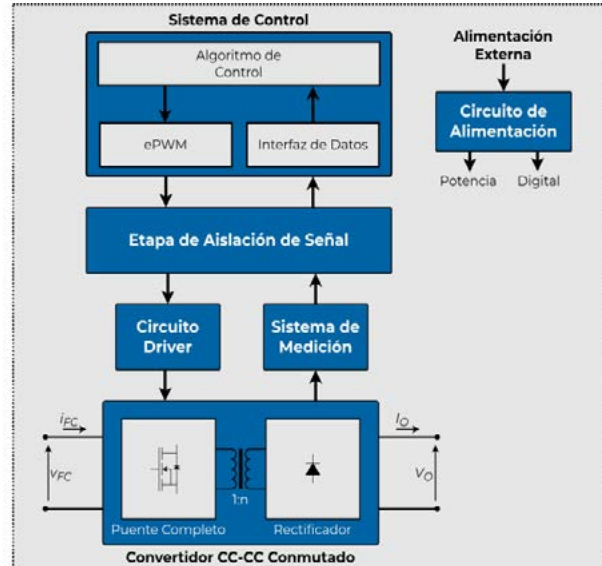 Sistema de Control
Algoritmo de
Control
ePWM
Interfaz de Datos
Alimentación
Externa
Circuito de
Alimentación
Potencia
Digital
Etapa de Aislación de Señal
Circuito
Driver
Sistema de
Medición
iFC
vFC
IO
VO
1:n
Puente Completo
Rectificador
Convertidor CC-CC Conmutado